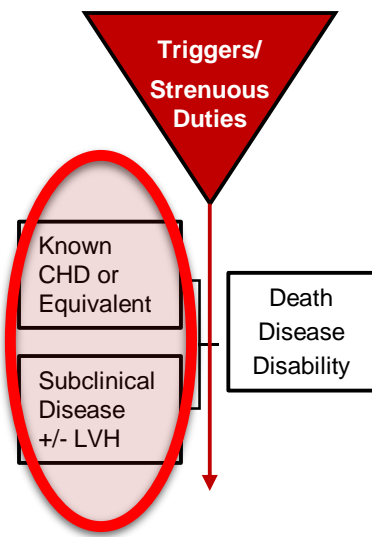 Triggers/
Strenuous
Duties
Known
CHD or
Equivalent
Subclinical
Disease
+/- LVH
Death
Disease
Disability